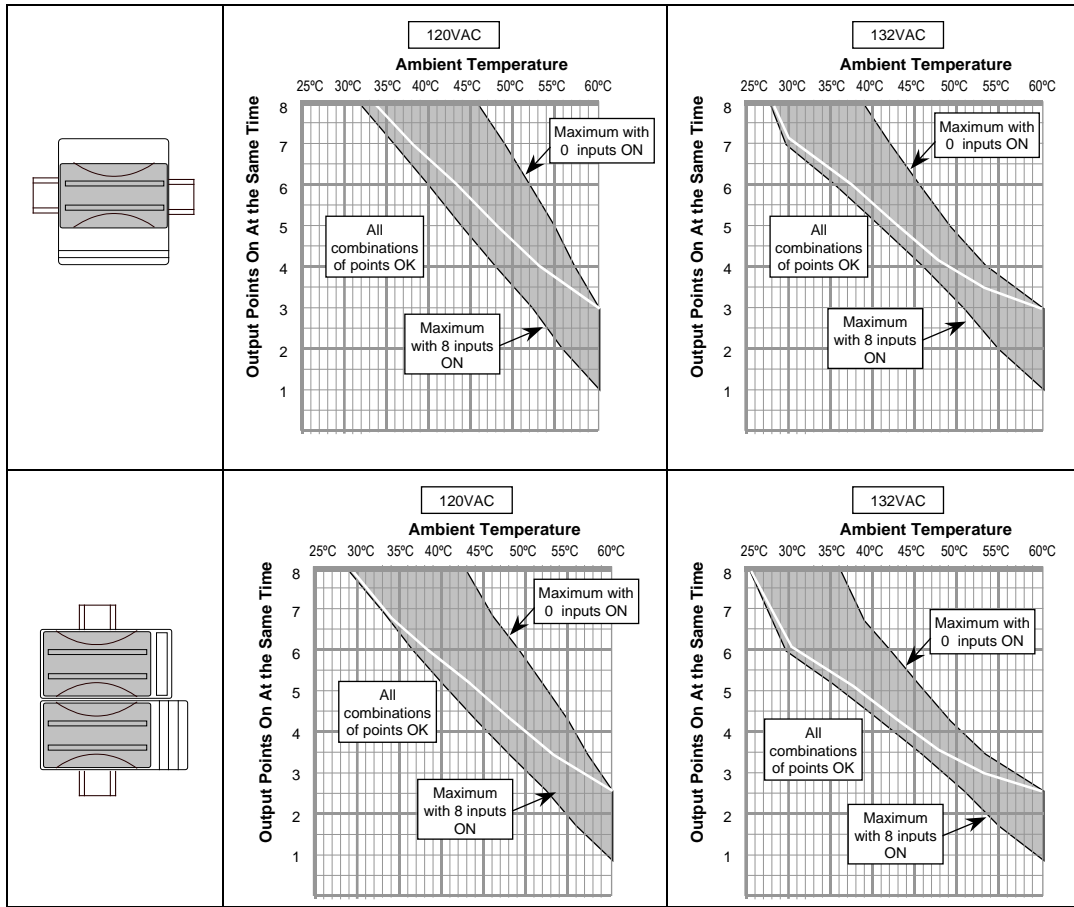 120VAC
Ambient Temperature
25ºC 30ºC 35ºC 40ºC 45ºC 50ºC 55ºC 60ºC
Output Points On At the Same Time
8
7
6
5
4
3
2
1
Maximum with
0 inputs ON
All
combinations
of points OK
Maximum
with 8 inputs
ON
132VAC
Ambient Temperature
25ºC 30ºC 35ºC 40ºC 45ºC 50ºC 55ºC 60ºC
Output Points On At the Same Time
8
7
6
5
4
3
2
1
Maximum with
0 inputs ON
All
combinations
of points OK
Maximum
with 8 inputs
ON
120VAC
Ambient Temperature
25ºC 30ºC 35ºC 40ºC 45ºC 50ºC 55ºC 60ºC
Output Points On At the Same Time
8
7
6
5
4
3
2
1
Maximum with
0 inputs ON
All
combinations
of points OK
Maximum
with 8 inputs
ON
132VAC
Ambient Temperature
25ºC 30ºC 35ºC 40ºC 45ºC 50ºC 55ºC 60ºC
Output Points On At the Same Time
8
7
6
5
4
3
2
1
Maximum with
0 inputs ON
All
combinations
of points OK
Maximum
with 8 inputs
ON